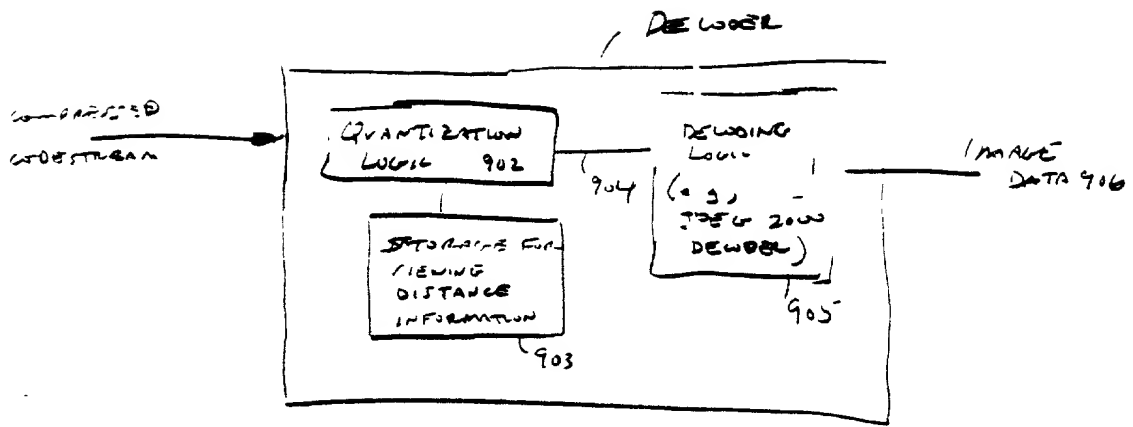 DECODER
COMPRESSED
CODESTREAM
QUANTIZATION
LOGIC 902
904
STORAGE FOR
VIEWING
DISTANCE
INFORMATION
903
DECODING
LOGIC
(e.g.,
JPEG 2000
DECODER)
905
IMAGE
DATA 906